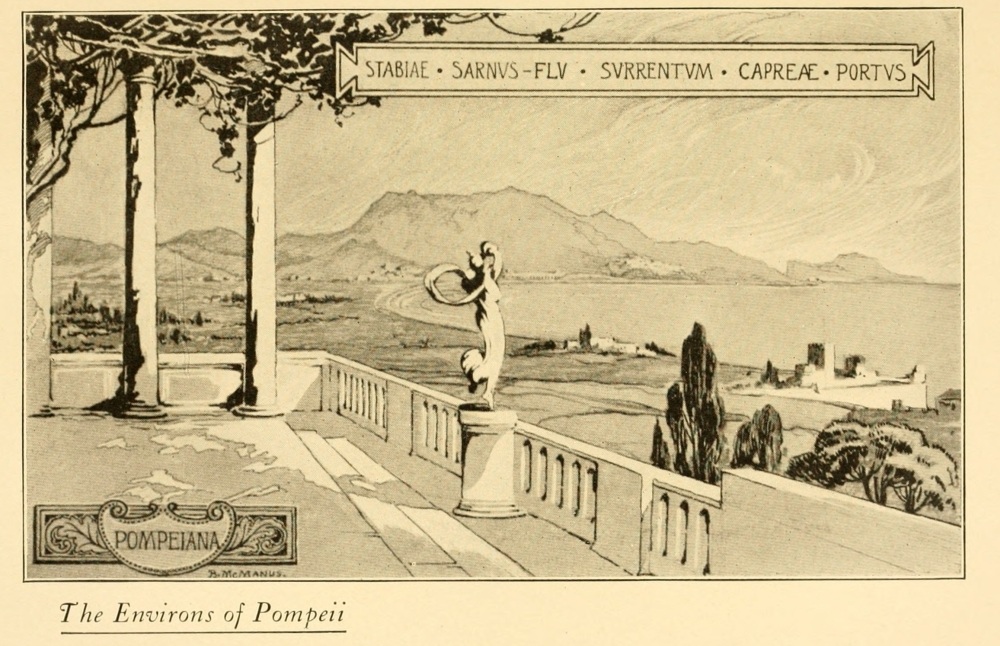 STABIAE · SARNVS-FLV · SVRRENTVM · CAPREÆ · PORTVS
POMPEIANA
B. McMANUS.
The Environs of Pompeii